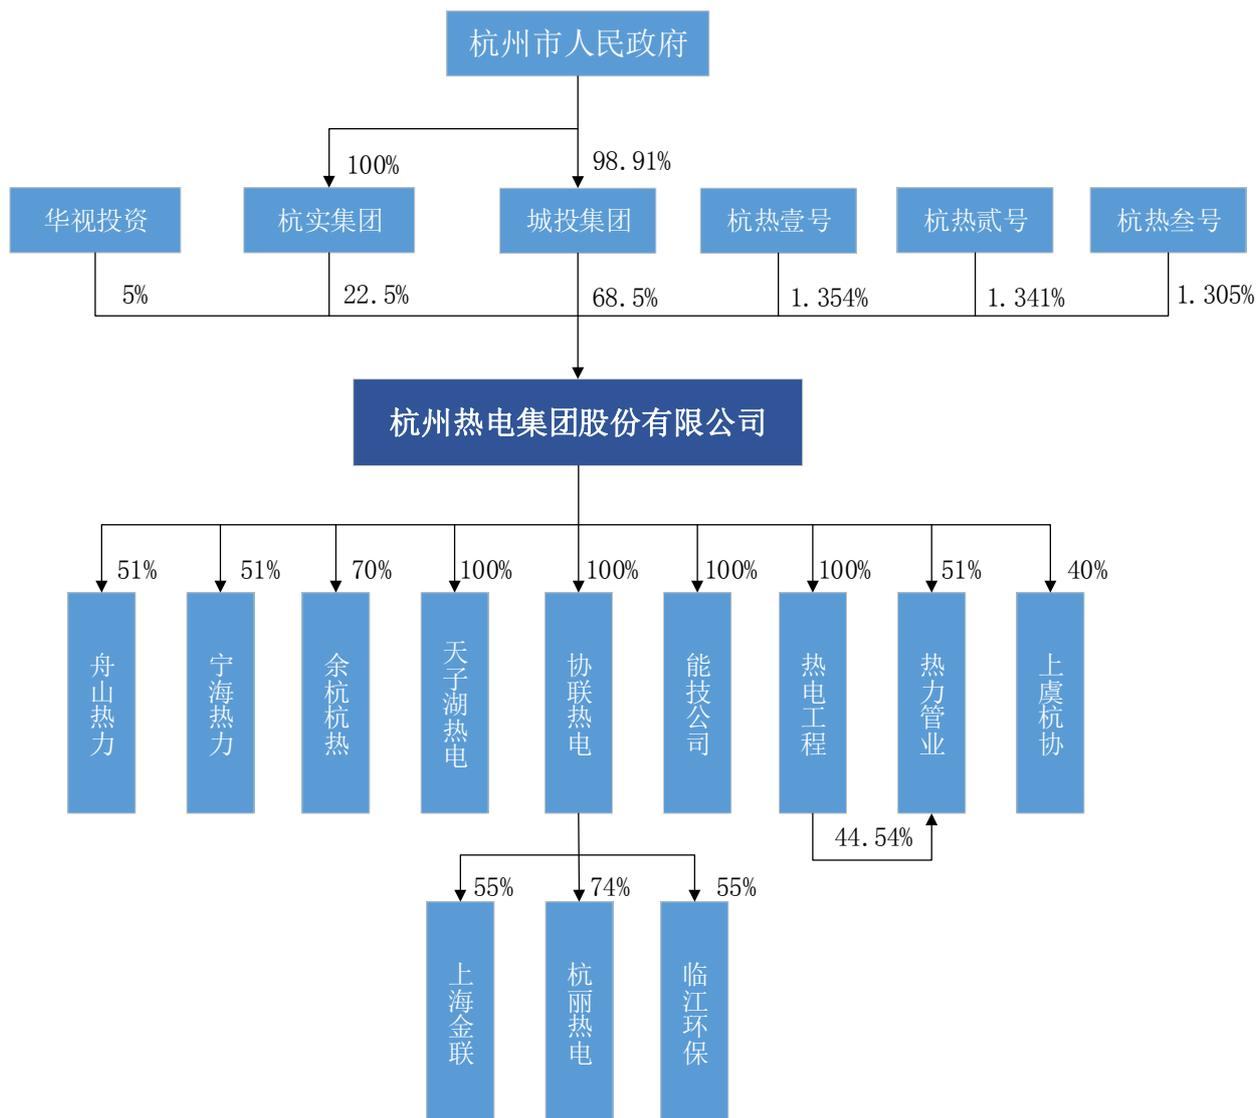 杭州市人民政府
100%
98.91%
华视投资
杭实集团
城投集团
杭热壹号
杭热贰号
杭热叁号
5%
22.5%
68.5%
1.354%
1.341%
1.305%
杭州热电集团股份有限公司
51%
51%
70%
100%
100%
100%
100%
51%
40%
舟山热力
宁海热力
余杭杭热
天子湖热电
协联热电
能技公司
热电工程
热力管业
上虞杭协
44.54%
55%
74%
55%
上海金联
杭丽热电
临江环保